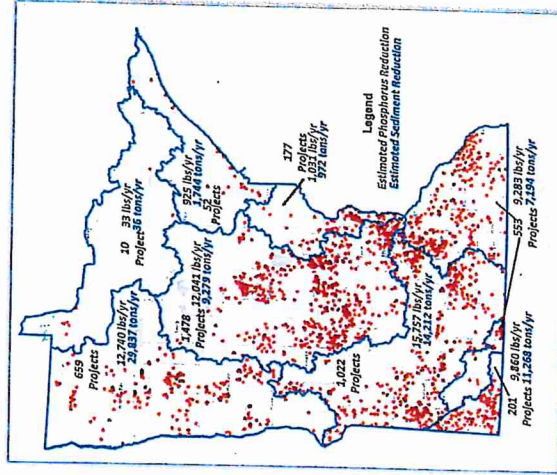 10
Project
33 lbs/yr
36 tons/yr
659
Projects
12,740 lbs/yr
29,837 tons/yr
925 lbs/yr
1,744 tons/yr
52
Projects
1,478
Projects
12,041 lbs/yr
9,279 tons/yr
177
Projects
1,031 lbs/yr
972 tons/yr
Legend
Estimated Phosphorus Reduction
Estimated Sediment Reduction
1,022
Projects
15,757 lbs/yr
14,212 tons/yr
553
Projects
9,283 lbs/yr
7,194 tons/yr
201
Projects
9,860 lbs/yr
11,268 tons/yr